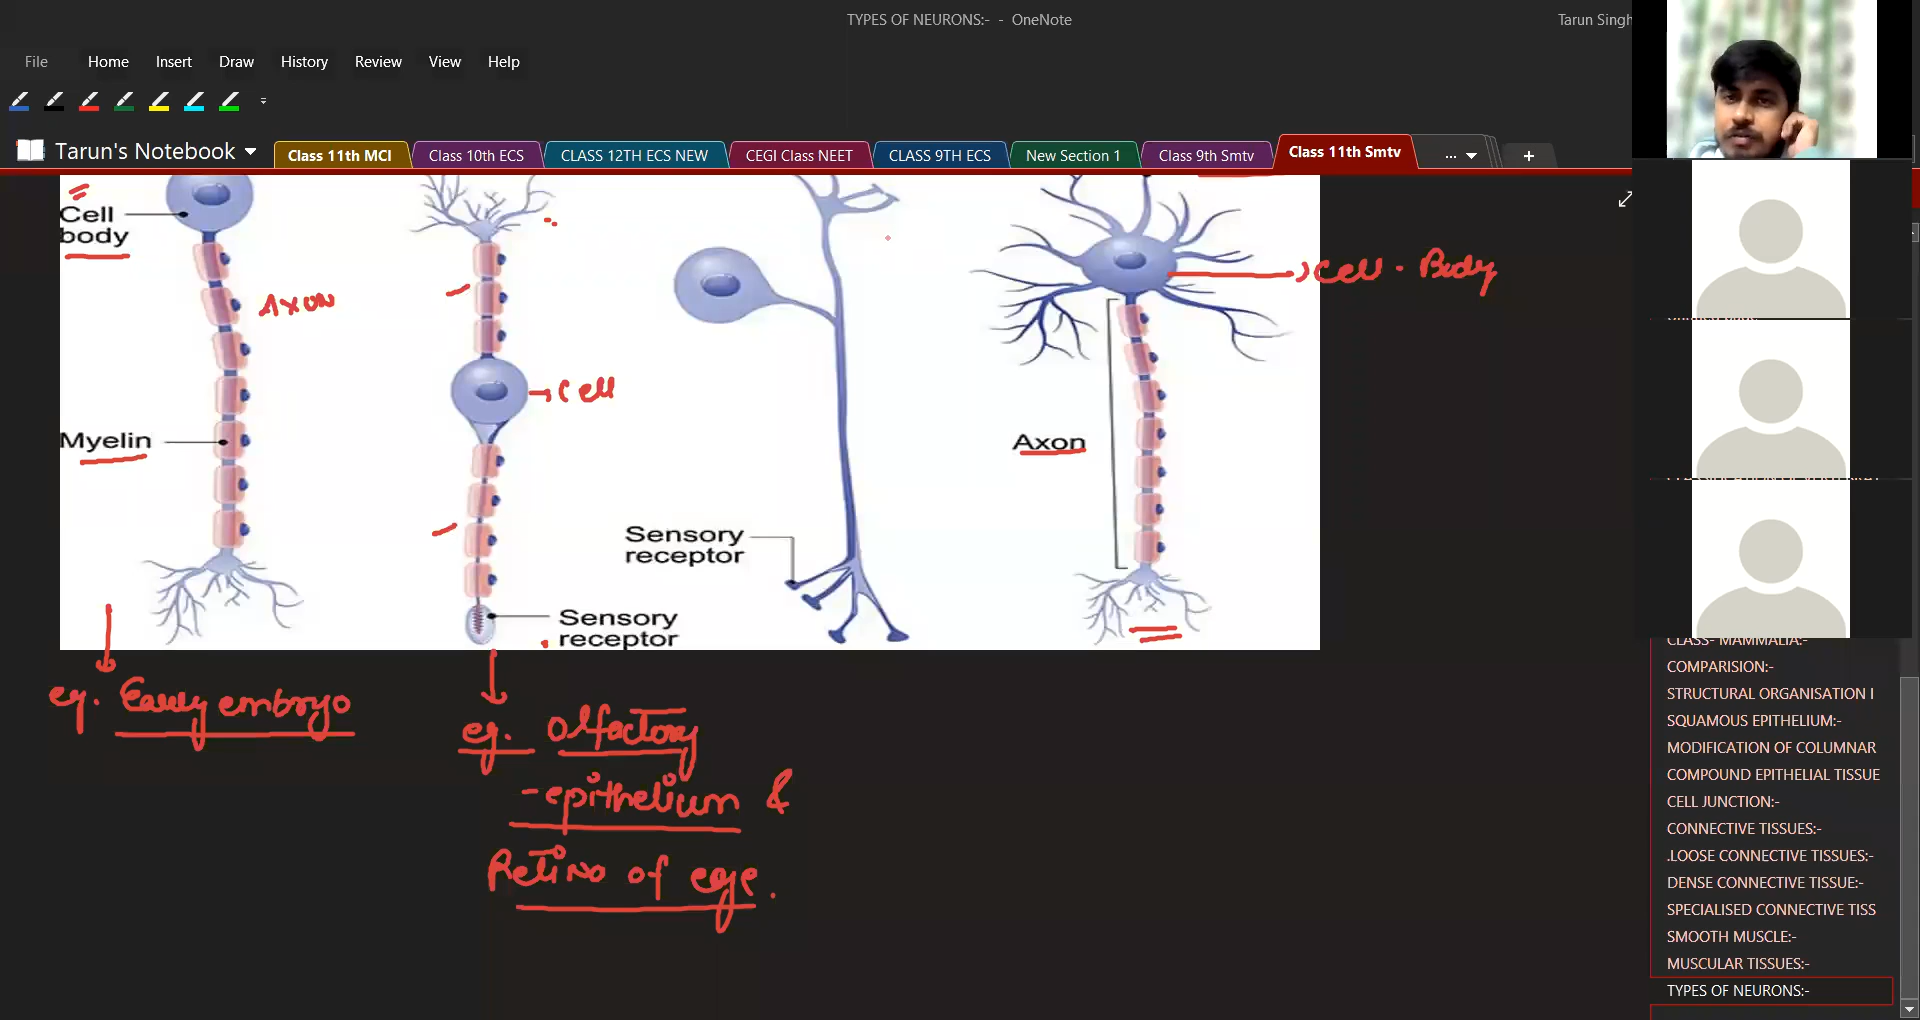 TYPES OF NEURONS:- - OneNote
Tarun Singh
File Home Insert Draw History Review View Help
Tarun's Notebook
Class 11th MCI
Class 10th ECS
CLASS 12TH ECS NEW
CEGI Class NEET
CLASS 9TH ECS
New Section 1
Class 9th Smtv
Class 11th Smtv
...
+
Cell
body
Axon
Cell
Cell - Body
Myelin
Axon
Sensory
receptor
Sensory
receptor
eg. Early embryo
eg. Olfactory
-epithelium &
Retina of eye.
CLASS- MAMMALIA:-
COMPARISION:-
STRUCTURAL ORGANISATION I
SQUAMOUS EPITHELIUM:-
MODIFICATION OF COLUMNAR
COMPOUND EPITHELIAL TISSUE
CELL JUNCTION:-
CONNECTIVE TISSUES:-
.LOOSE CONNECTIVE TISSUES:-
DENSE CONNECTIVE TISSUE:-
SPECIALISED CONNECTIVE TISS
SMOOTH MUSCLE:-
MUSCULAR TISSUES:-
TYPES OF NEURONS:-